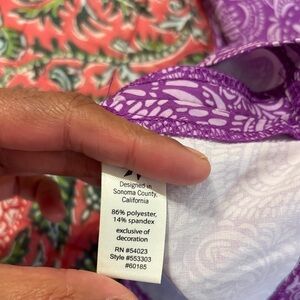 Designed in
Sonoma County,
California
86% polyester,
14% spandex
exclusive of
decoration
RN #54023
Style #553303
#60185